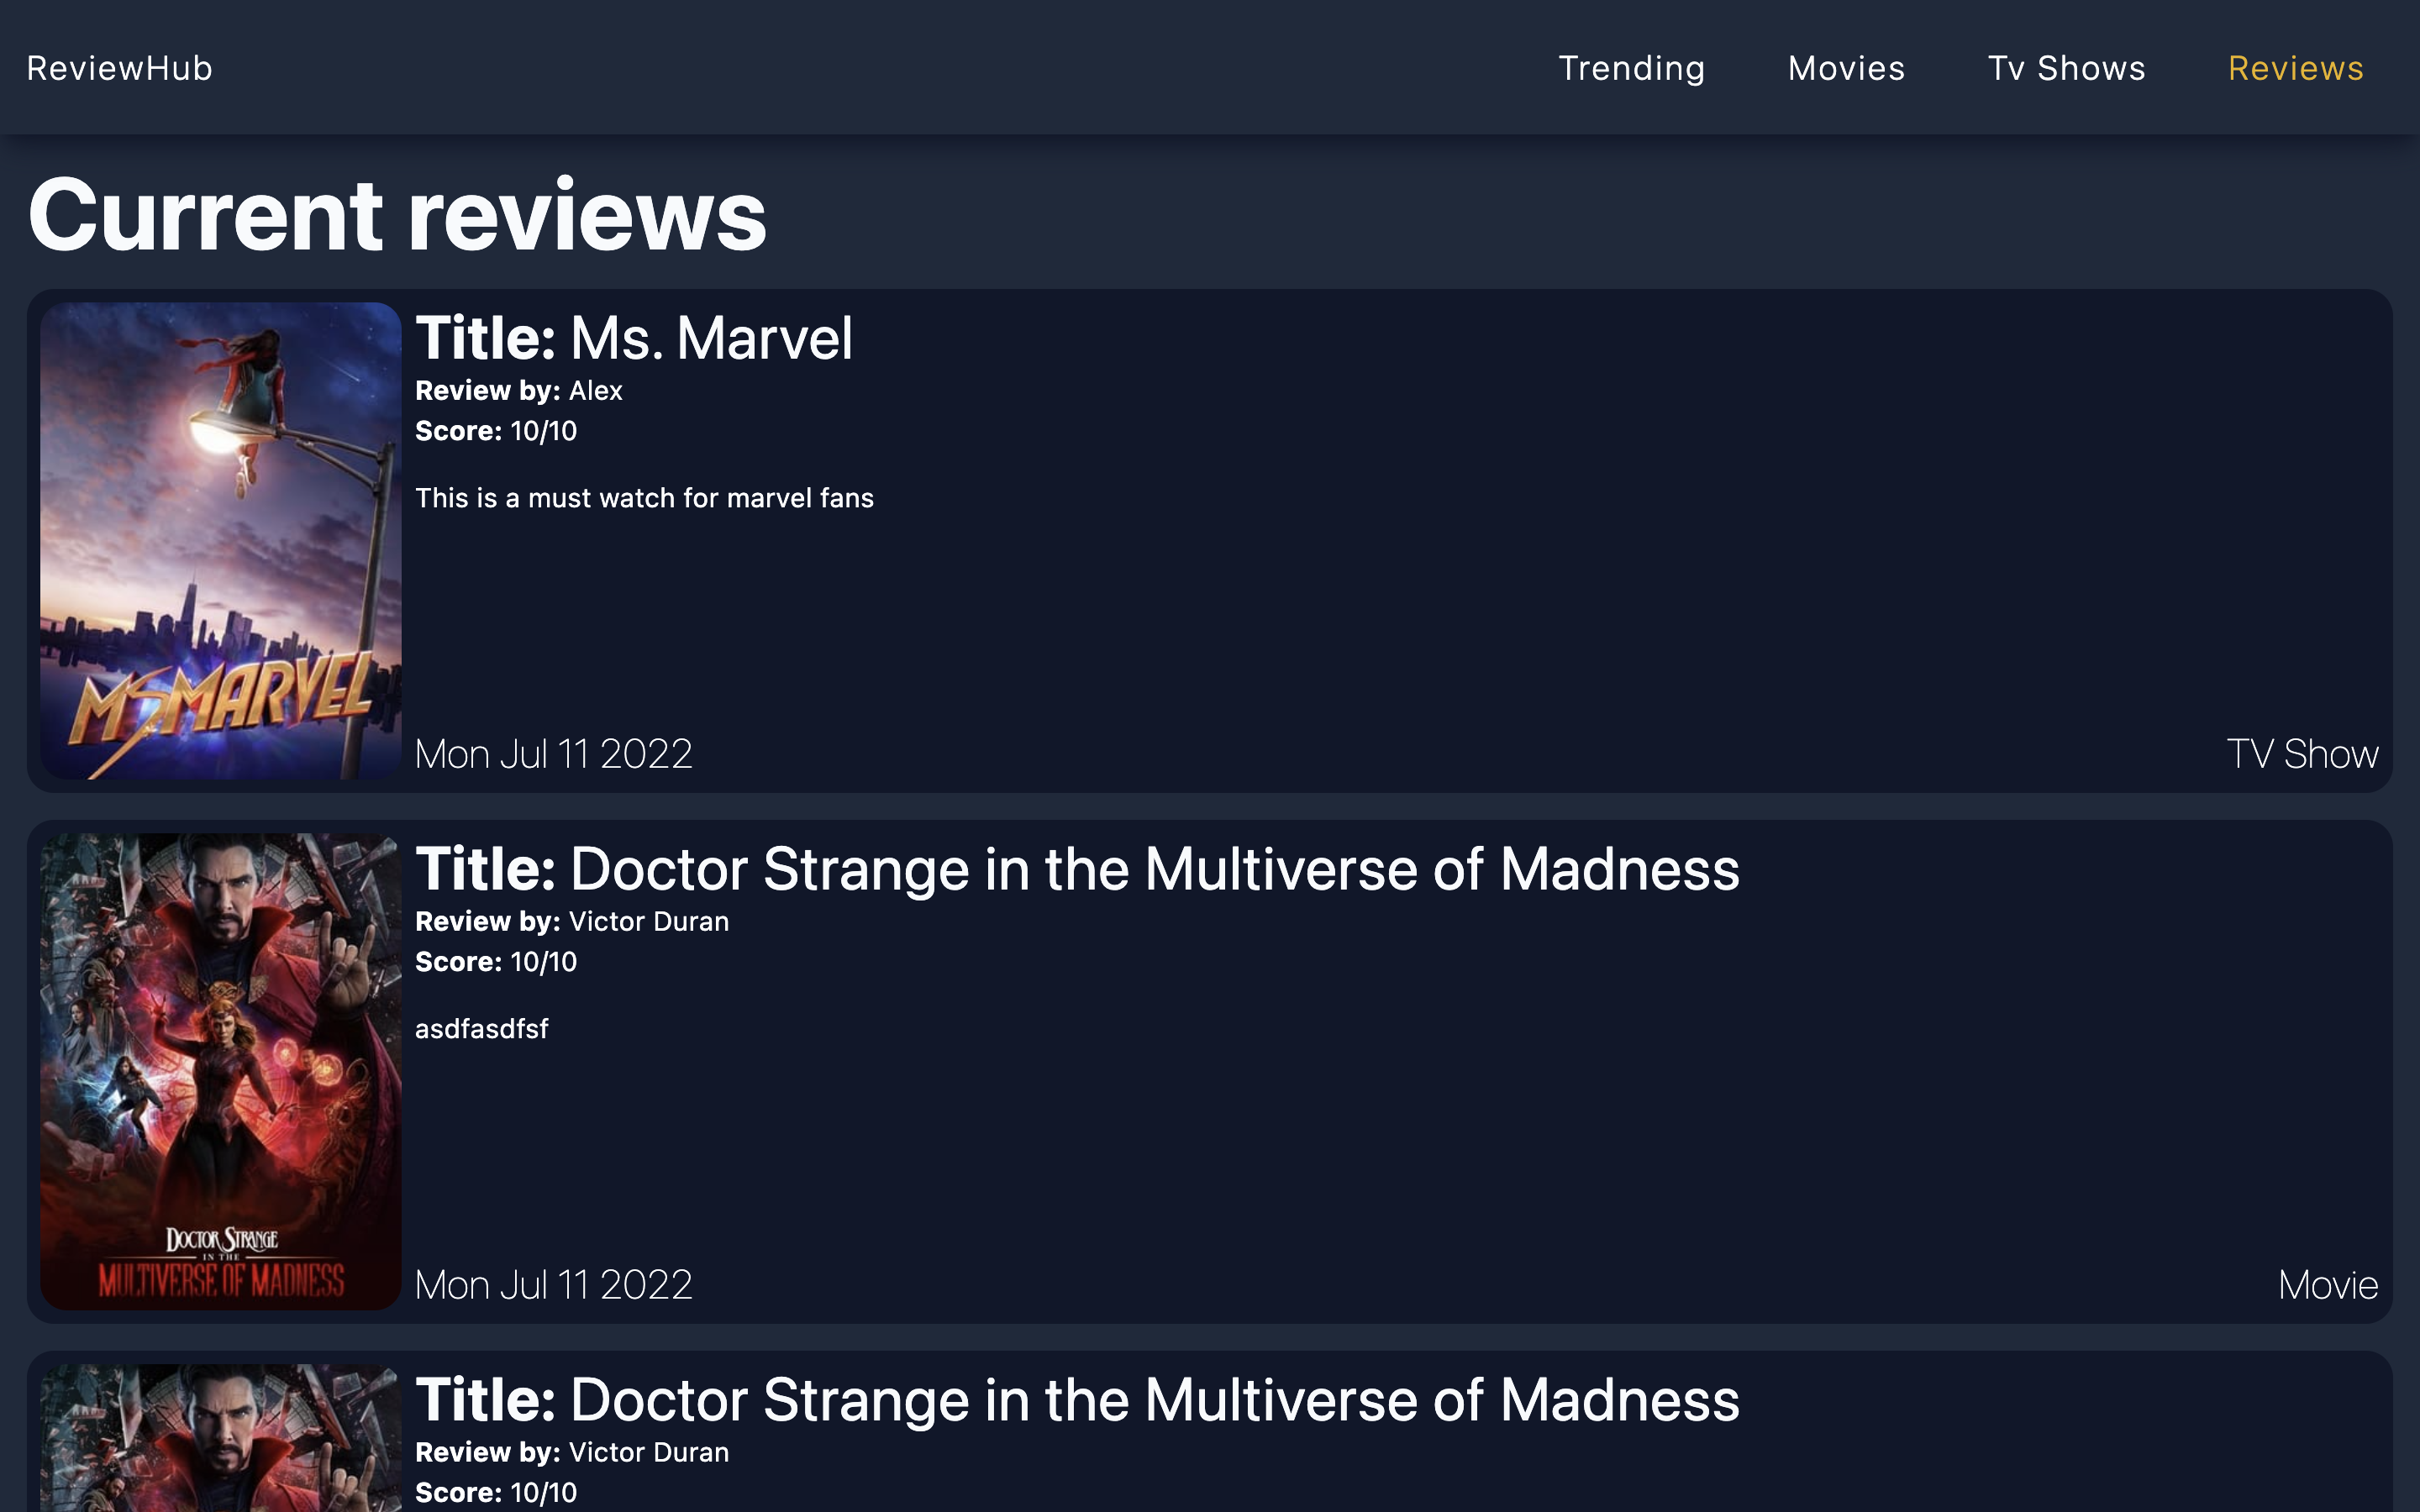 ReviewHub
Trending Movies Tv Shows Reviews
Current reviews
Title: Ms. Marvel
Review by: Alex
Score: 10/10
This is a must watch for marvel fans
MS MARVEL
Mon Jul 11 2022
TV Show
Title: Doctor Strange in the Multiverse of Madness
Review by: Victor Duran
Score: 10/10
asdfasdfsf
DOCTOR STRANGE
IN THE
MULTIVERSE OF MADNESS
Mon Jul 11 2022
Movie
Title: Doctor Strange in the Multiverse of Madness
Review by: Victor Duran
Score: 10/10